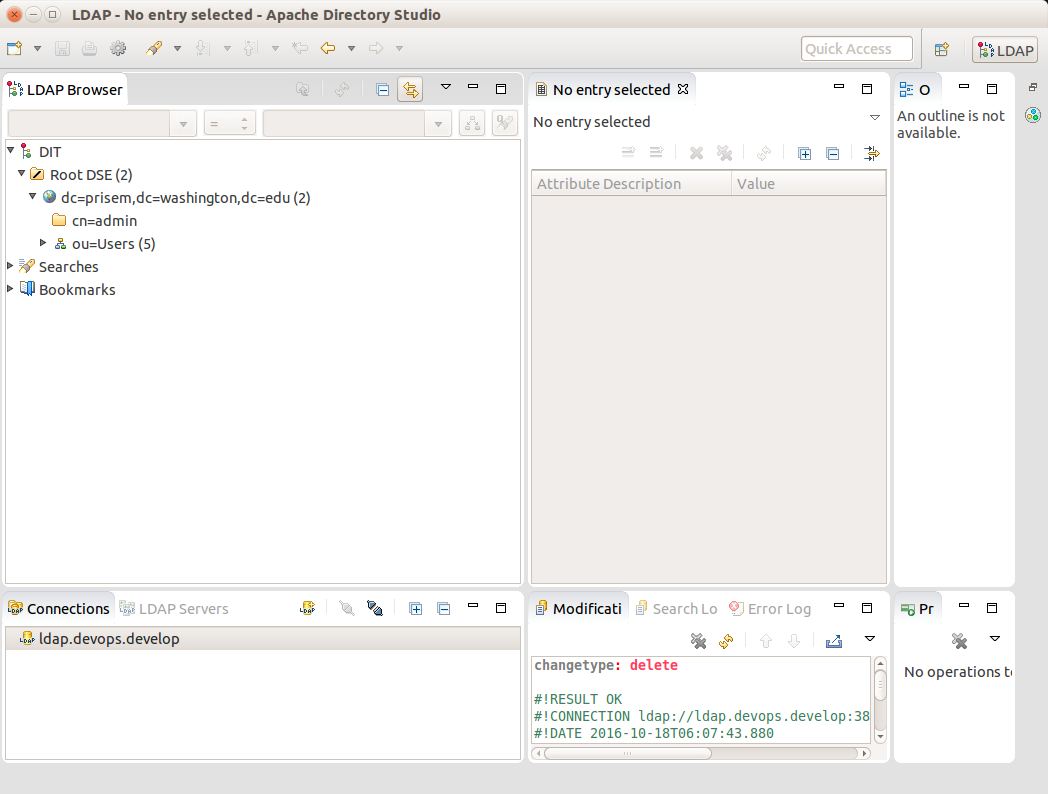 LDAP - No entry selected - Apache Directory Studio
Quick Access
LDAP
LDAP Browser
=
DIT
Root DSE (2)
dc=prisem,dc=washington,dc=edu (2)
cn=admin
ou=Users (5)
Searches
Bookmarks
No entry selected
No entry selected
Attribute Description Value
O
An outline is not
available.
Connections LDAP Servers
ldap.devops.develop
Modificati Search Lo Error Log
changetype: delete
#!RESULT OK
#!CONNECTION ldap://ldap.devops.develop:38
#!DATE 2016-10-18T06:07:43.880
Pr
No operations to